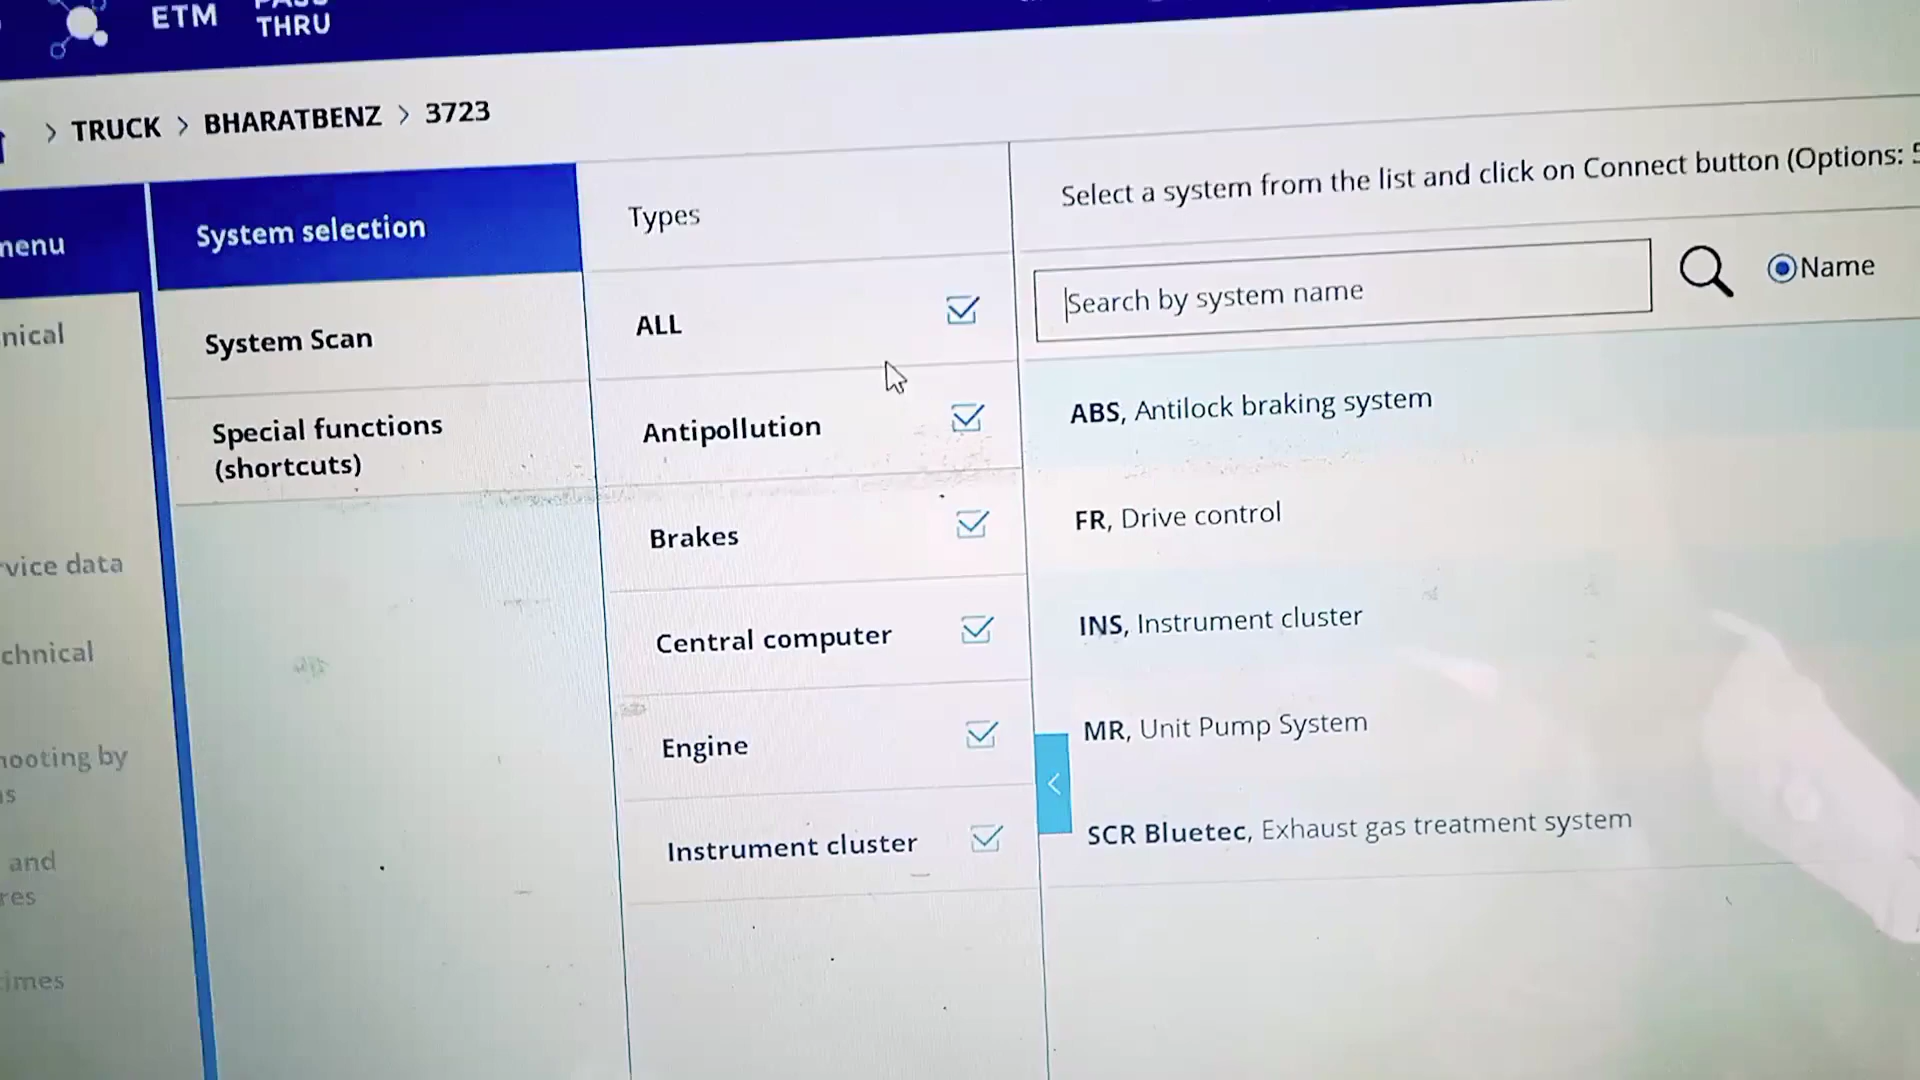 ETM
THRU
> TRUCK > BHARATBENZ > 3723
menu
System selection
System Scan
Special functions
(shortcuts)
Types
ALL
Antipollution
Brakes
Central computer
Engine
Instrument cluster
Select a system from the list and click on Connect button (Options: 5
Search by system name
Name
ABS, Antilock braking system
FR, Drive control
INS, Instrument cluster
MR, Unit Pump System
SCR Bluetec, Exhaust gas treatment system
nical
vice data
chnical
hooting by
s
and
res
imes